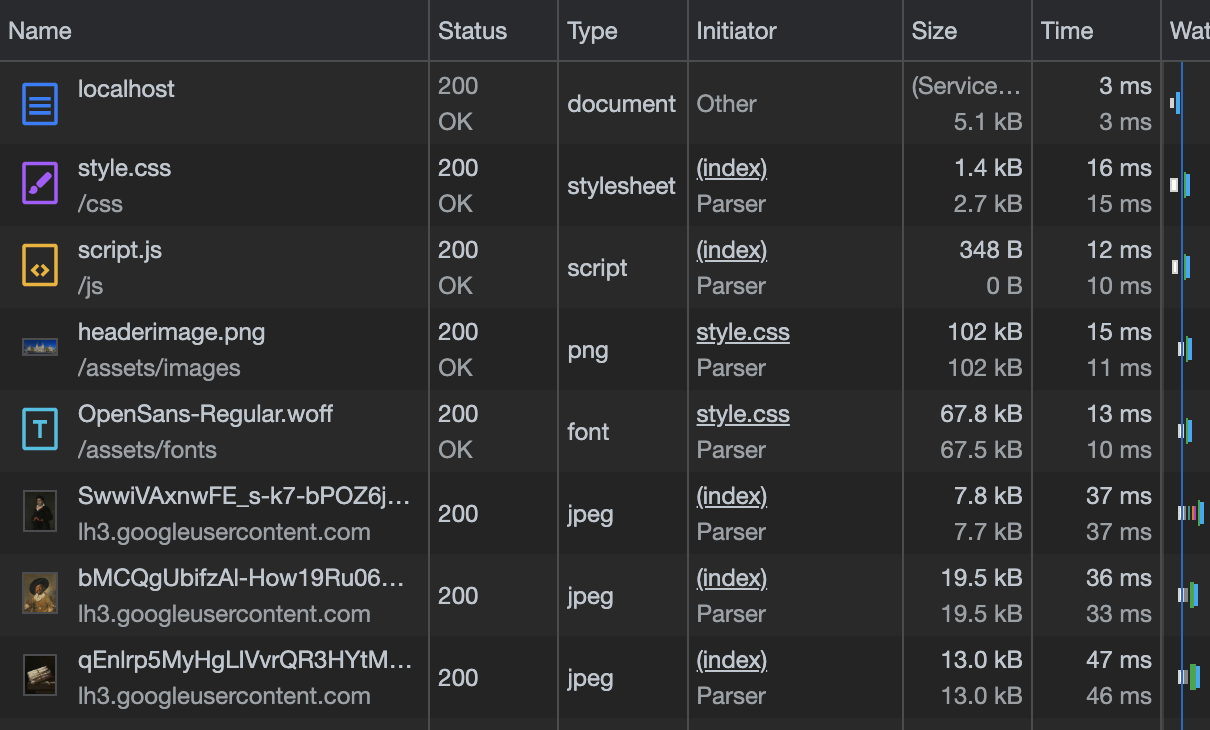 Name Status Type Initiator Size Time Wat
localhost 200 OK document Other (Service... 5.1 kB 3 ms 3 ms
style.css /css 200 OK stylesheet (index) Parser 1.4 kB 2.7 kB 16 ms 15 ms
script.js /js 200 OK script (index) Parser 348 B 0 B 12 ms 10 ms
headerimage.png /assets/images 200 OK png style.css Parser 102 kB 102 kB 15 ms 11 ms
OpenSans-Regular.woff /assets/fonts 200 OK font style.css Parser 67.8 kB 67.5 kB 13 ms 10 ms
SwwiVAxnwFE_s-k7-bPOZ6j... lh3.googleusercontent.com 200 jpeg (index) Parser 7.8 kB 7.7 kB 37 ms 37 ms
bMCQgUbifzAl-How19Ru06... lh3.googleusercontent.com 200 jpeg (index) Parser 19.5 kB 19.5 kB 36 ms 33 ms
qEnlrp5MyHgLIVvrQR3HYtM... lh3.googleusercontent.com 200 jpeg (index) Parser 13.0 kB 13.0 kB 47 ms 46 ms